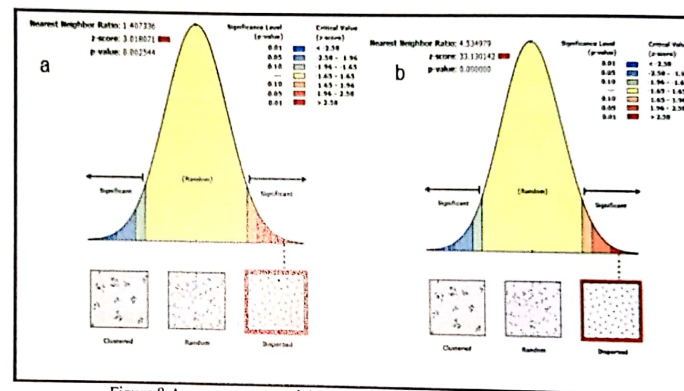 Nearest Neighbor Ratio: 1.407336
z-score: 3.018071
p-value: 0.002544
a
Significance Level
(p-value)
Critical Value
(z-score)
0.01 < -2.58
0.05 -2.58 - -1.96
0.10 -1.96 - -1.65
— -1.65 - 1.65
0.10 1.65 - 1.96
0.05 1.96 - 2.58
0.01 > 2.58
Significant
(Random)
Significant
Clustered
Random
Dispersed
Nearest Neighbor Ratio: 4.534979
z-score: 33.130142
p-value: 0.000000
b
Significance Level
(p-value)
Critical Value
(z-score)
0.01 < -2.58
0.05
0.10
— -1.65 - 1.65
0.10
0.05
0.01 > 2.58
Significant
(Random)
Significant
Clustered
Random
Dispersed